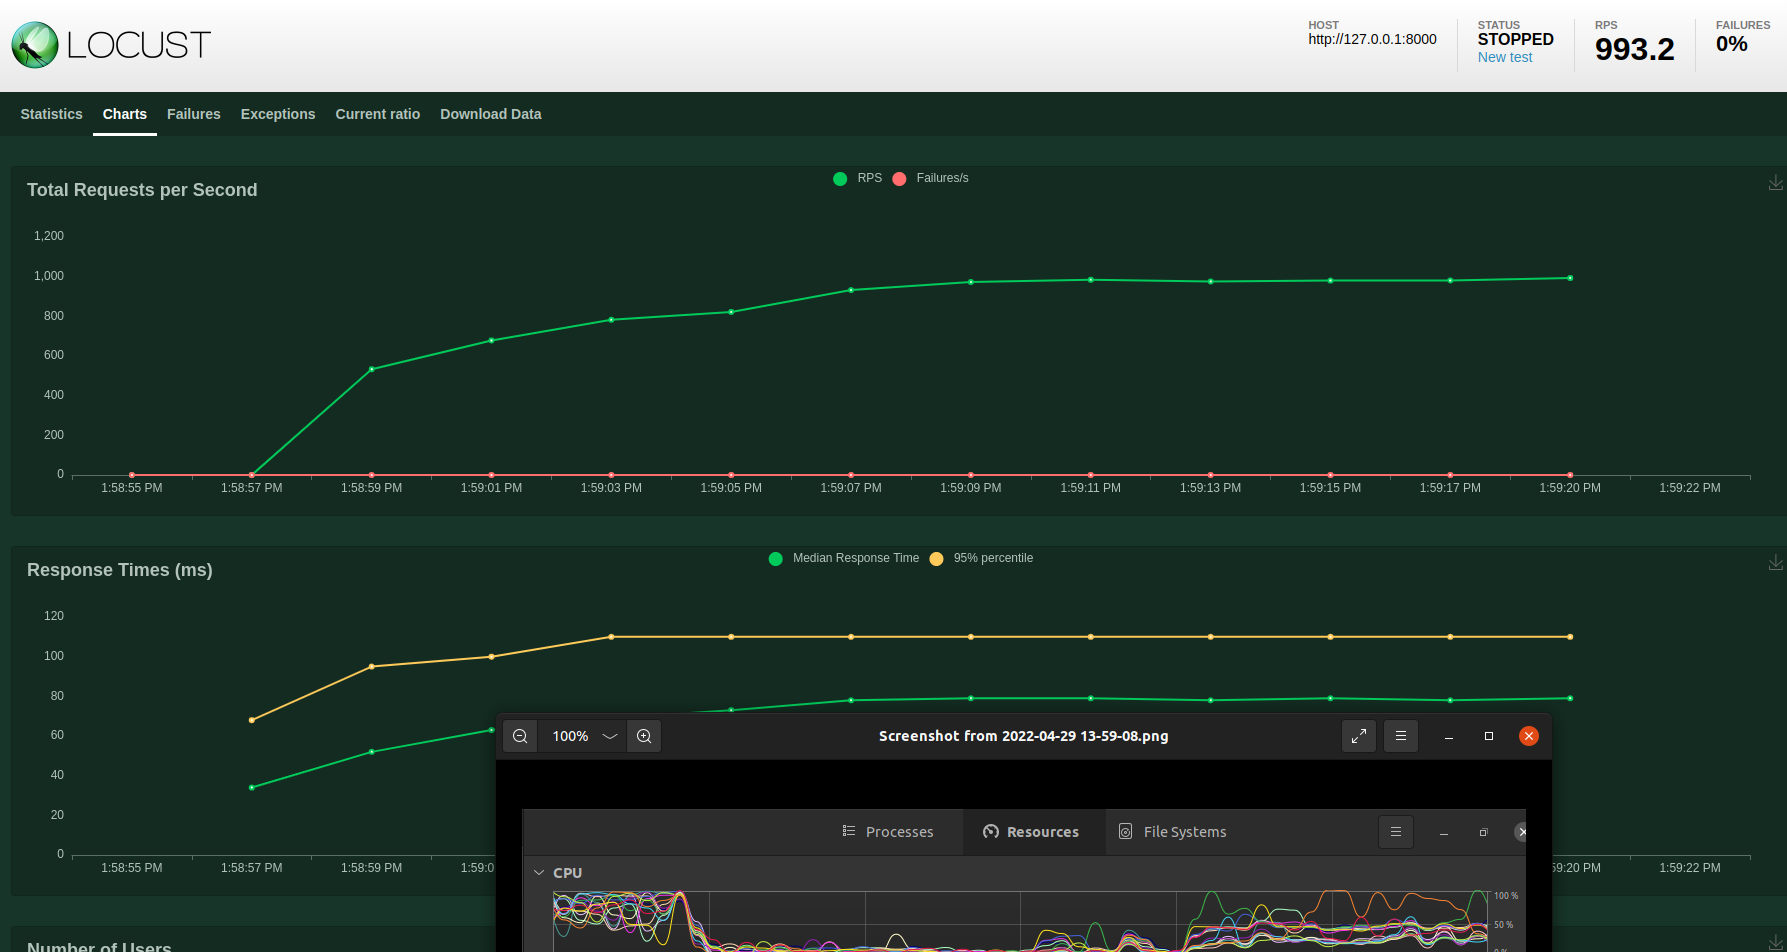 LOCUST
HOST
http://127.0.0.1:8000
STATUS
STOPPED
New test
RPS
993.2
FAILURES
0%
Statistics Charts Failures Exceptions Current ratio Download Data
Total Requests per Second
RPS Failures/s
1,200
1,000
800
600
400
200
0
1:58:55 PM 1:58:57 PM 1:58:59 PM 1:59:01 PM 1:59:03 PM 1:59:05 PM 1:59:07 PM 1:59:09 PM 1:59:11 PM 1:59:13 PM 1:59:15 PM 1:59:17 PM 1:59:20 PM 1:59:22 PM
Response Times (ms)
Median Response Time 95% percentile
120
100
80
60
40
20
0
1:58:55 PM 1:58:57 PM 1:58:59 PM 1:59:0 59:20 PM 1:59:22 PM
100% Screenshot from 2022-04-29 13-59-08.png
Processes Resources File Systems
CPU
100 %
50 %
0 %
Number of Users